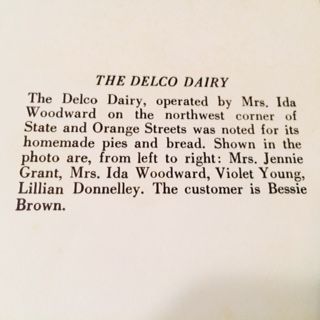 THE DELCO DAIRY
The Delco Dairy, operated by Mrs. Ida
Woodward on the northwest corner of
State and Orange Streets was noted for its
homemade pies and bread. Shown in the
photo are, from left to right: Mrs. Jennie
Grant, Mrs. Ida Woodward, Violet Young,
Lillian Donnelley. The customer is Bessie
Brown.